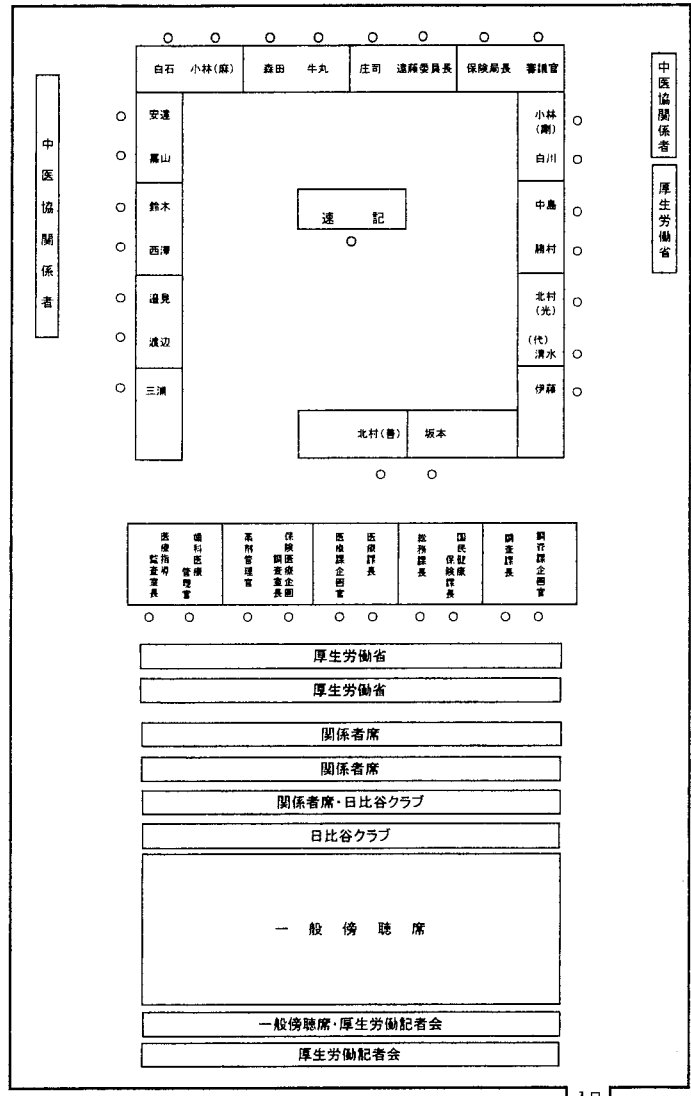 白石 小林(麻) 森田 牛丸 庄司 遠藤委員長 保険局長 審議官
中医協関係者
中医協関係者
厚生労働省
安達
嘉山
鈴木
西澤
邉見
渡辺
三浦
小林(剛)
白川
中島
勝村
北村(光)
(代)清水
伊藤
速記
北村(善) 坂本
医療指導監査室長
歯科医療管理官
薬剤管理官
保険医療企画調査室長
医療課企画官
医療課長
総務課長
国民健康保険課長
調査課長
調査課企画官
厚生労働省
厚生労働省
関係者席
関係者席
関係者席・日比谷クラブ
日比谷クラブ
一般傍聴席
一般傍聴席・厚生労働記者会
厚生労働記者会